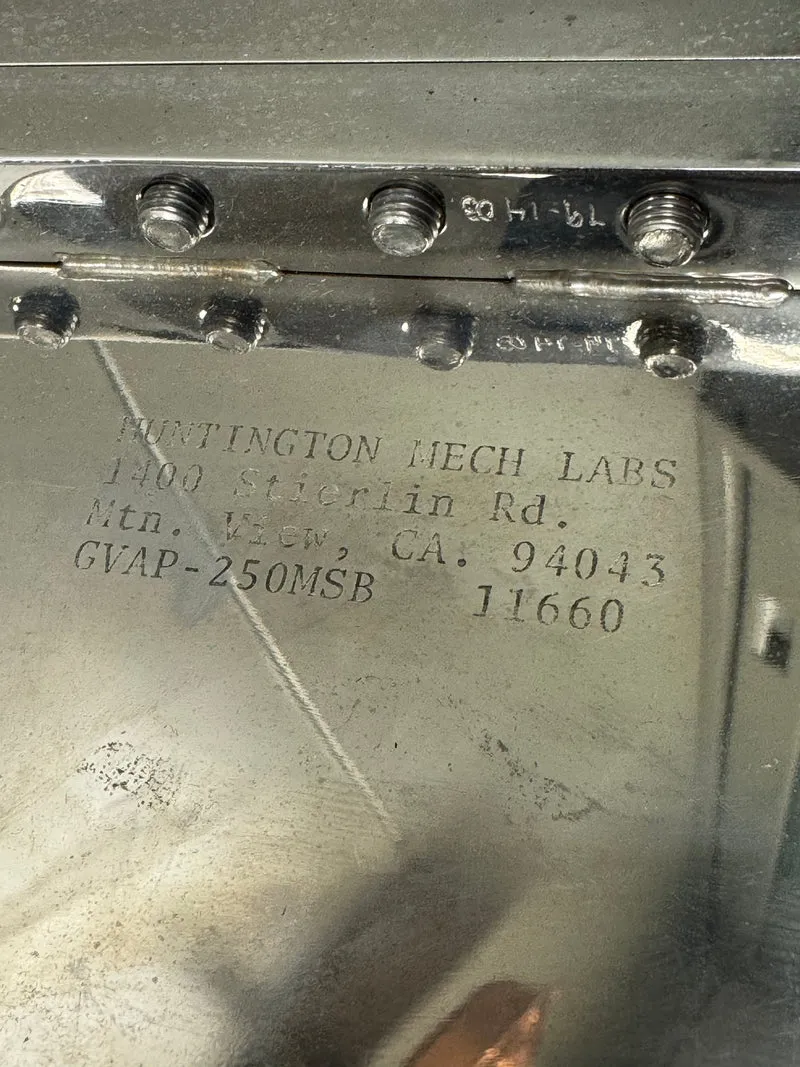 HUNTINGTON MECH LABS
1400 Stierlin Rd.
Mtn. View, CA. 94043
GVAP-250MSB 11660